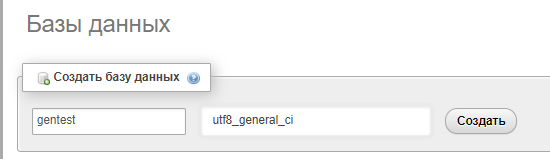 Базы данных
Создать базу данных
gentest utf8_general_ci Создать